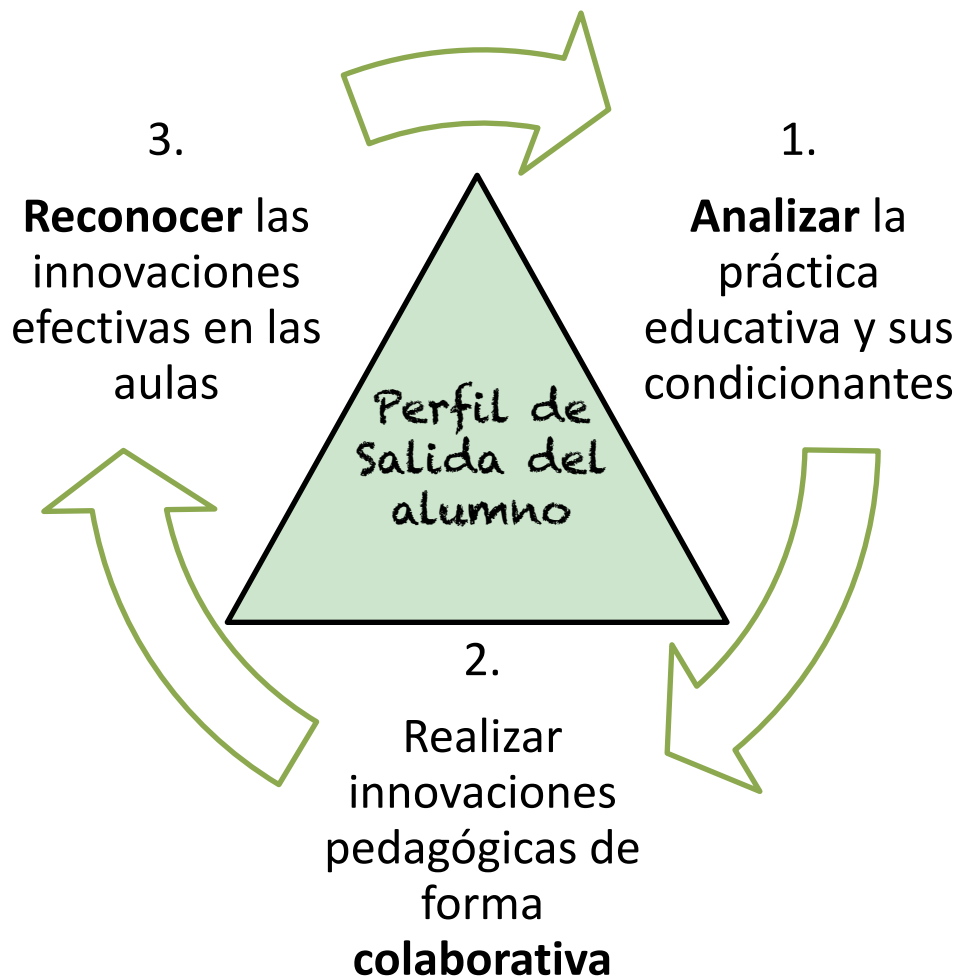 3.
Reconocer las
innovaciones
efectivas en las
aulas
1.
Analizar la
práctica
educativa y sus
condicionantes
Perfil de
Salida del
alumno
2.
Realizar
innovaciones
pedagógicas de
forma
colaborativa